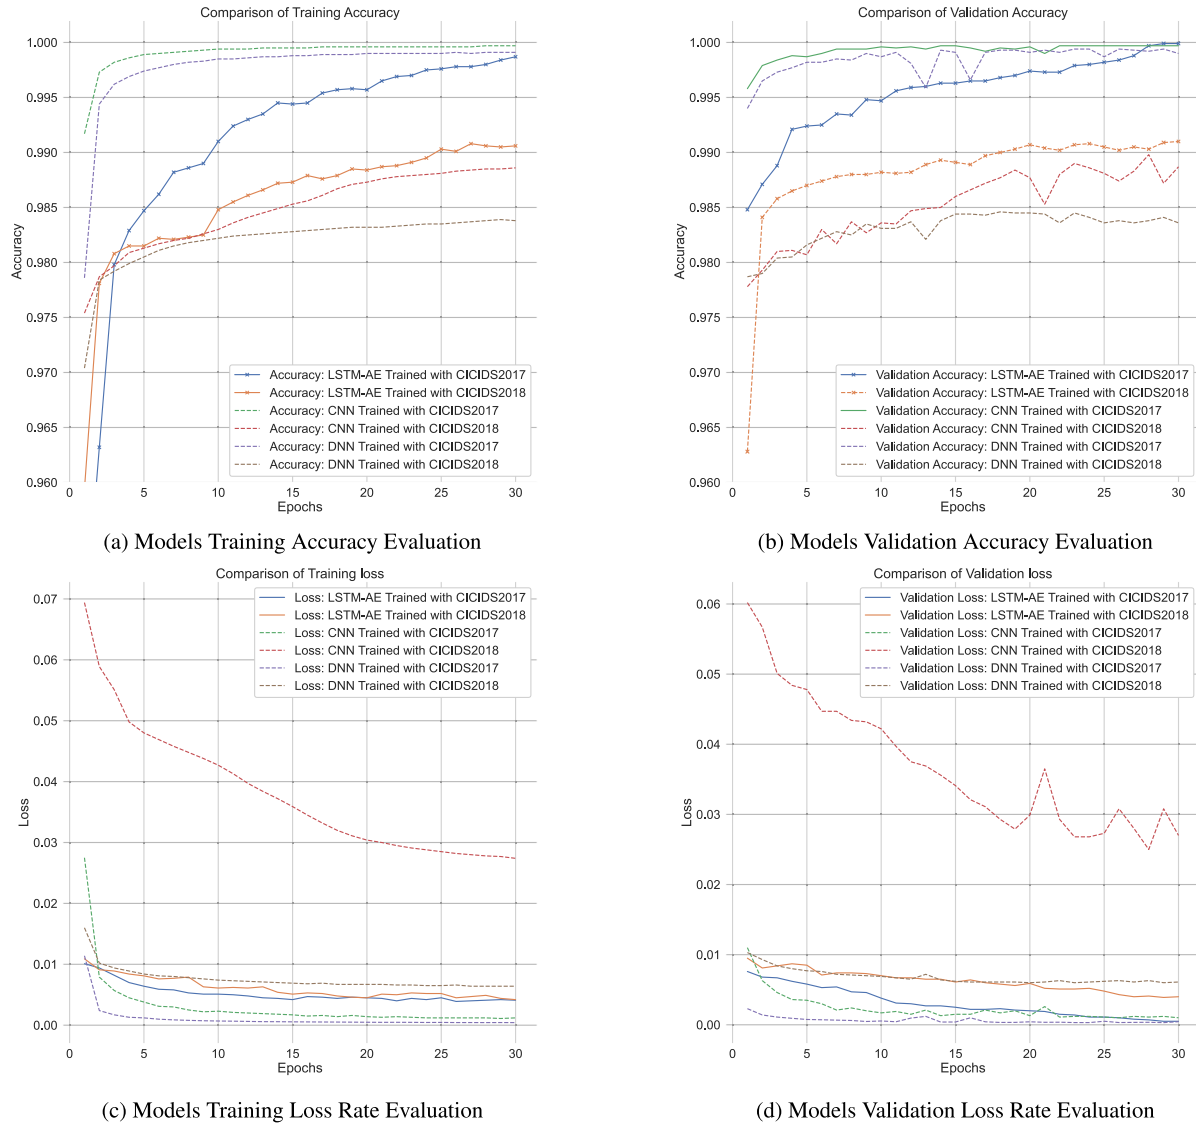 Comparison of Training Accuracy
1.000
0.995
0.990
0.985
0.980
0.975
0.970
0.965
0.960
Accuracy
0 5 10 15 20 25 30
Epochs
Accuracy: LSTM-AE Trained with CICIDS2017
Accuracy: LSTM-AE Trained with CICIDS2018
Accuracy: CNN Trained with CICIDS2017
Accuracy: CNN Trained with CICIDS2018
Accuracy: DNN Trained with CICIDS2017
Accuracy: DNN Trained with CICIDS2018
(a) Models Training Accuracy Evaluation
Comparison of Validation Accuracy
1.000
0.995
0.990
0.985
0.980
0.975
0.970
0.965
0.960
Accuracy
0 5 10 15 20 25 30
Epochs
Validation Accuracy: LSTM-AE Trained with CICIDS2017
Validation Accuracy: LSTM-AE Trained with CICIDS2018
Validation Accuracy: CNN Trained with CICIDS2017
Validation Accuracy: CNN Trained with CICIDS2018
Validation Accuracy: DNN Trained with CICIDS2017
Validation Accuracy: DNN Trained with CICIDS2018
(b) Models Validation Accuracy Evaluation
Comparison of Training loss
0.07
0.06
0.05
0.04
0.03
0.02
0.01
0.00
Loss
0 5 10 15 20 25 30
Epochs
Loss: LSTM-AE Trained with CICIDS2017
Loss: LSTM-AE Trained with CICIDS2018
Loss: CNN Trained with CICIDS2017
Loss: CNN Trained with CICIDS2018
Loss: DNN Trained with CICIDS2017
Loss: DNN Trained with CICIDS2018
(c) Models Training Loss Rate Evaluation
Comparison of Validation loss
0.06
0.05
0.04
0.03
0.02
0.01
0.00
Loss
0 5 10 15 20 25 30
Epochs
Validation Loss: LSTM-AE Trained with CICIDS2017
Validation Loss: LSTM-AE Trained with CICIDS2018
Validation Loss: CNN Trained with CICIDS2017
Validation Loss: CNN Trained with CICIDS2018
Validation Loss: DNN Trained with CICIDS2017
Validation Loss: DNN Trained with CICIDS2018
(d) Models Validation Loss Rate Evaluation